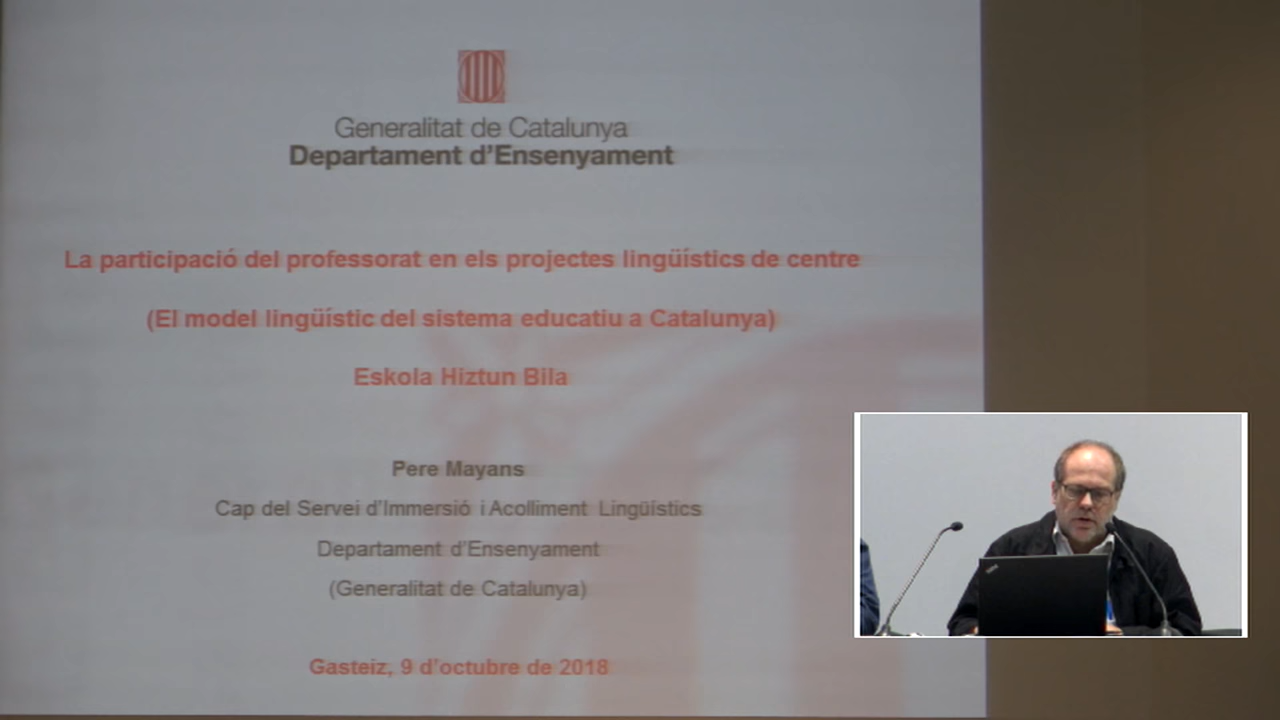 Generalitat de Catalunya
Departament d'Ensenyament
La participació del professorat en els projectes lingüístics de centre
(El model lingüístic del sistema educatiu a Catalunya)
Eskola Hiztun Bila
Pere Mayans
Cap del Servei d'Immersió i Acolliment Lingüístics
Departament d'Ensenyament
(Generalitat de Catalunya)
Gasteiz, 9 d'octubre de 2018